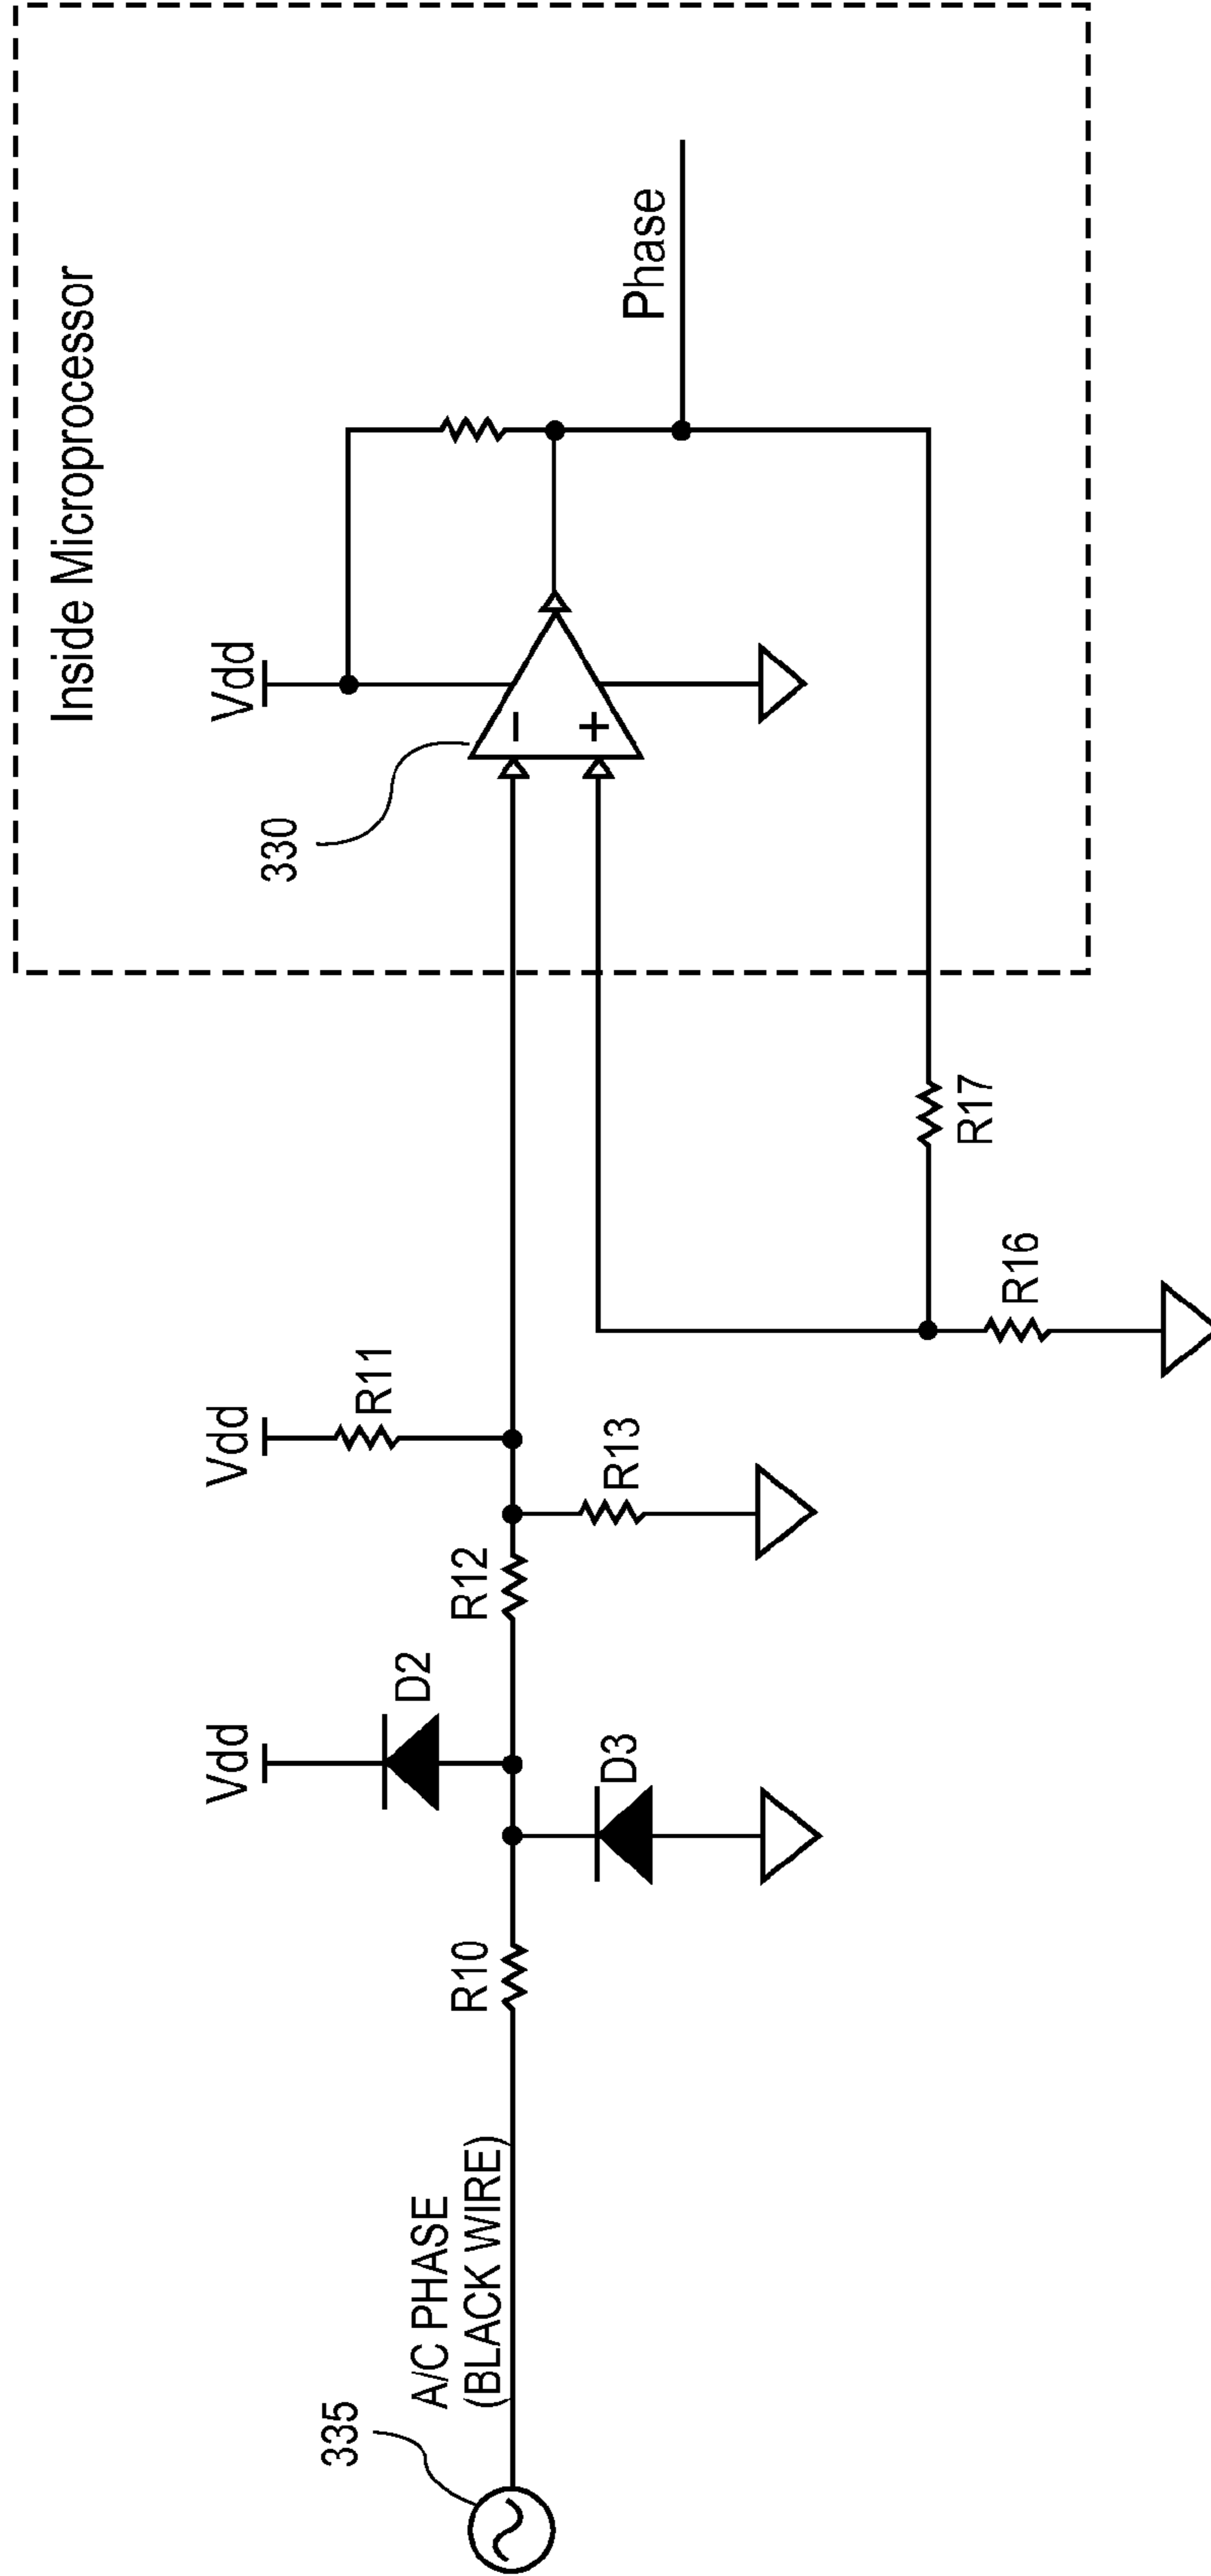 Inside Microprocessor
Vdd
330
Phase
−
+
Vdd
R11
Vdd
D2
R12
R13
D3
R10
R17
R16
335
A/C PHASE
(BLACK WIRE)